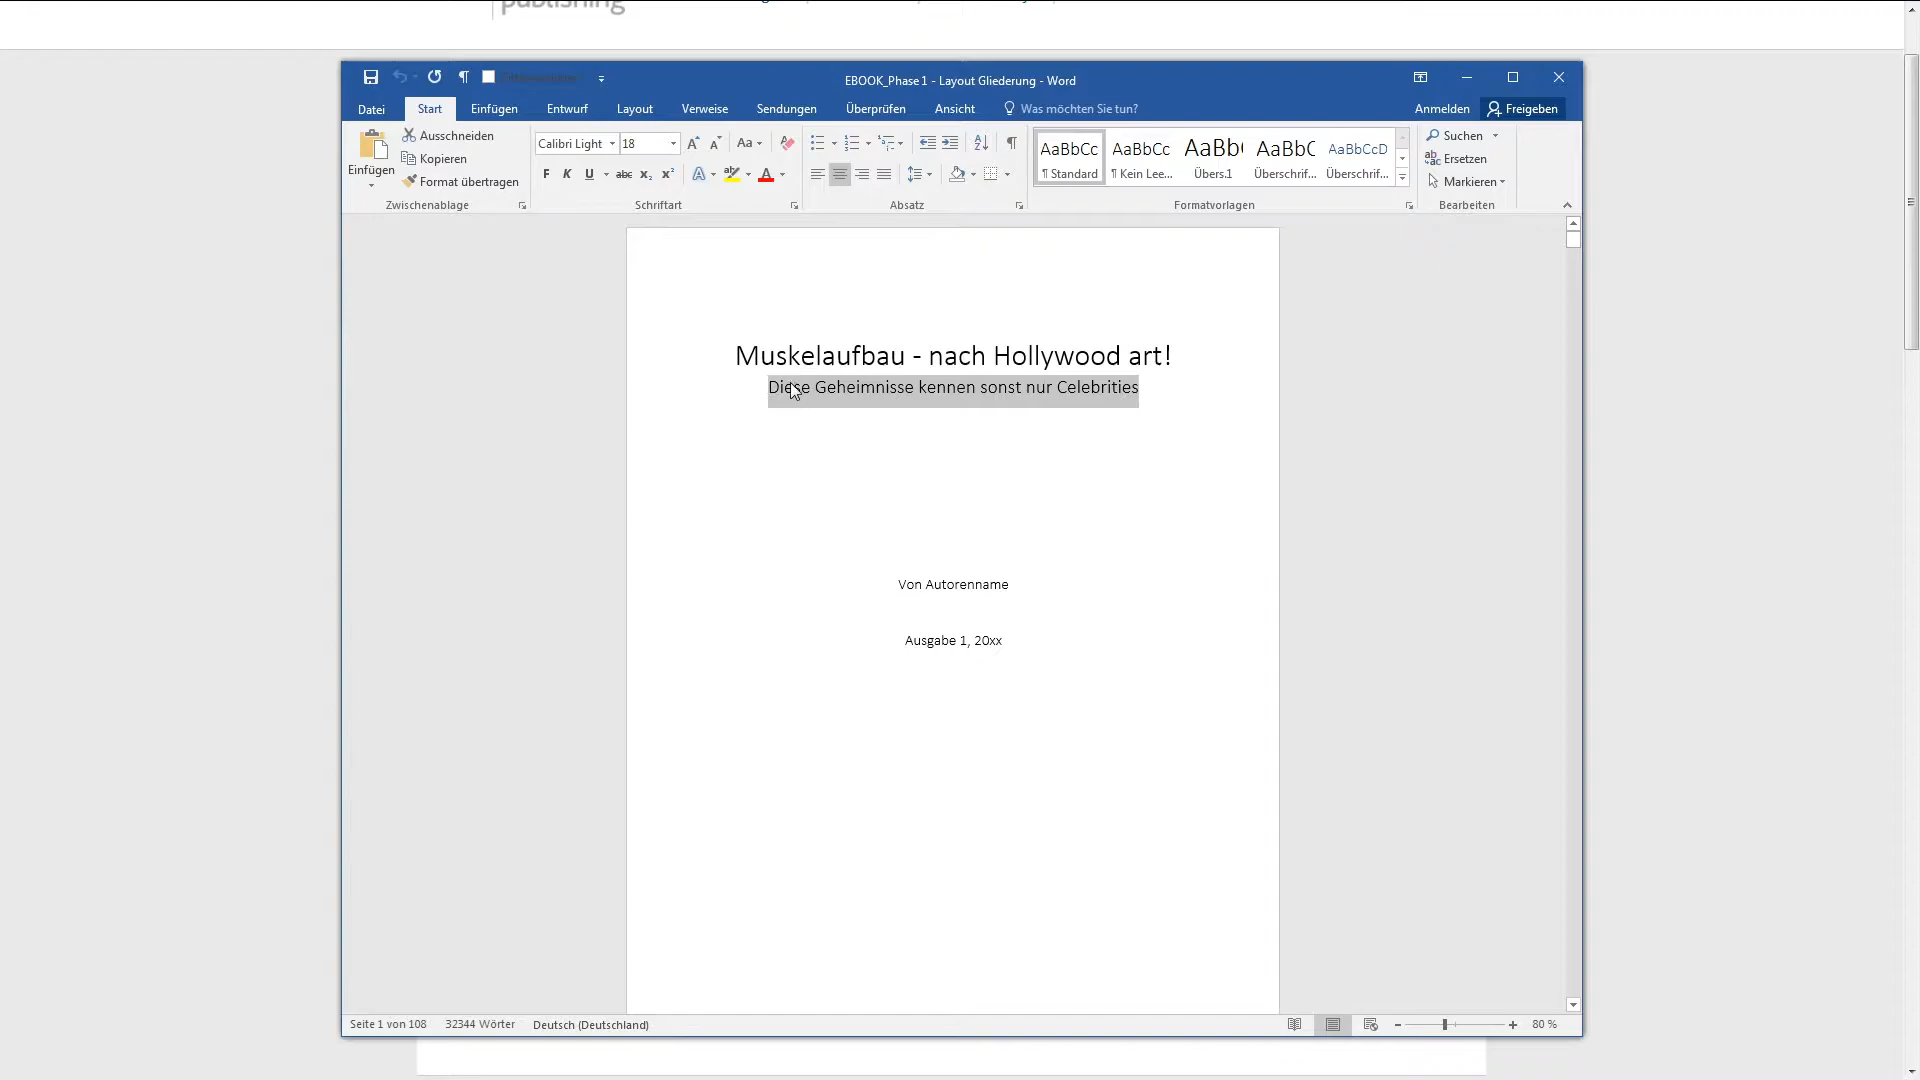 publishing
EBOOK_Phase 1 - Layout Gliederung - Word
Datei Start Einfügen Entwurf Layout Verweise Sendungen Überprüfen Ansicht Was möchten Sie tun? Anmelden Freigeben
Einfügen
Ausschneiden
Kopieren
Format übertragen
Zwischenablage
Calibri Light 18
F K U abc x₂ x²
Schriftart
Absatz
AaBbCc AaBbCc AaBb( AaBbC AaBbCcD
¶ Standard ¶ Kein Lee... Übers.1 Überschrif... Überschrif...
Formatvorlagen
Suchen
Ersetzen
Markieren
Bearbeiten
Muskelaufbau - nach Hollywood art!
Diese Geheimnisse kennen sonst nur Celebrities
Von Autorenname
Ausgabe 1, 20xx
Seite 1 von 108 32344 Wörter Deutsch (Deutschland) 80 %